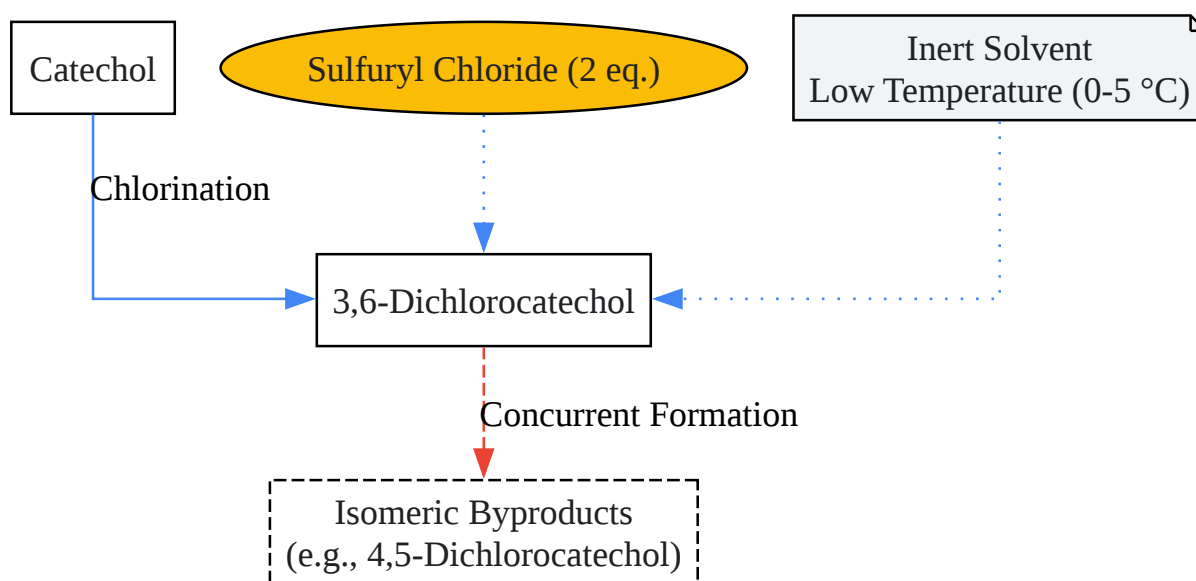 Catechol
Sulfuryl Chloride (2 eq.)
Inert Solvent
Low Temperature (0-5 °C)
Chlorination
3,6-Dichlorocatechol
Concurrent Formation
Isomeric Byproducts
(e.g., 4,5-Dichlorocatechol)